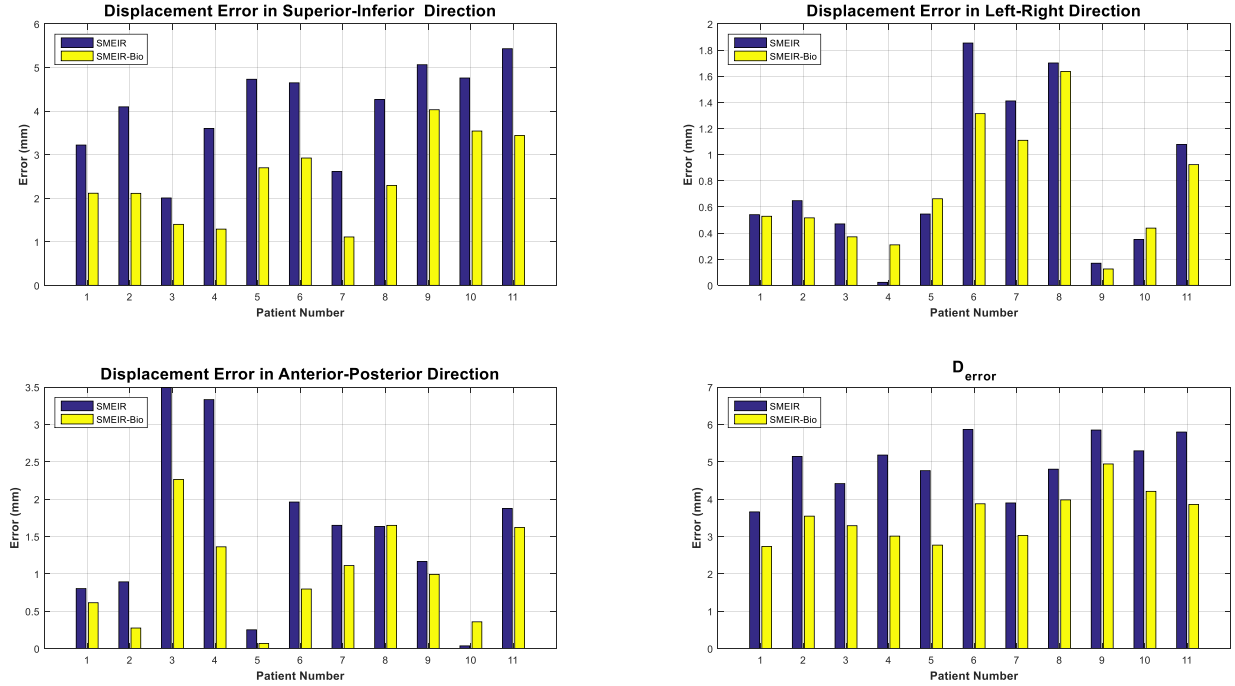 Displacement Error in Superior-Inferior Direction
6
5
4
3
2
1
0
Error (mm)
SMEIR
SMEIR-Bio
1 2 3 4 5 6 7 8 9 10 11
Patient Number
Displacement Error in Left-Right Direction
2
1.8
1.6
1.4
1.2
1
0.8
0.6
0.4
0.2
0
Error (mm)
SMEIR
SMEIR-Bio
1 2 3 4 5 6 7 8 9 10 11
Patient Number
Displacement Error in Anterior-Posterior Direction
3.5
3
2.5
2
1.5
1
0.5
0
Error (mm)
SMEIR
SMEIR-Bio
1 2 3 4 5 6 7 8 9 10 11
Patient Number
D error
7
6
5
4
3
2
1
0
Error (mm)
SMEIR
SMEIR-Bio
1 2 3 4 5 6 7 8 9 10 11
Patient Number